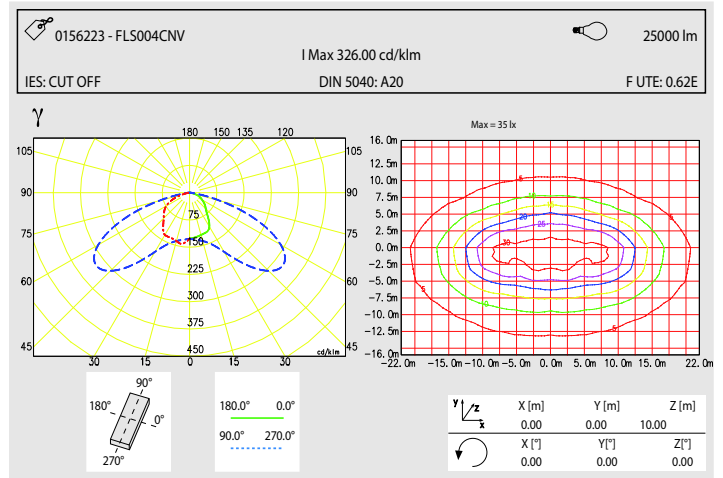 0156223 - FLS004CNV
25000 lm
I Max 326.00 cd/klm
IES: CUT OFF DIN 5040: A20 F UTE: 0.62E
γ
180 150 135 120
105 105
90 90
75 75
60 60
45 45
30 15 0 15 30
75
150
225
300
375
450
cd/klm
Max = 35 lx
16.0m
12.5m
10.0m
7.5m
5.0m
2.5m
0.0m
-2.5m
-5.0m
-7.5m
-10.0m
-12.5m
-16.0m
-22.0m -15.0m -10.0m -5.0m 0.0m 5.0m 10.0m 15.0m 22.0m
5
20
25
30
5
5
5
90°
180°
0°
270°
180.0° 0.0°
90.0° 270.0°
y z x
X [m] Y [m] Z [m]
0.00 0.00 10.00
X [°] Y[°] Z[°]
0.00 0.00 0.00